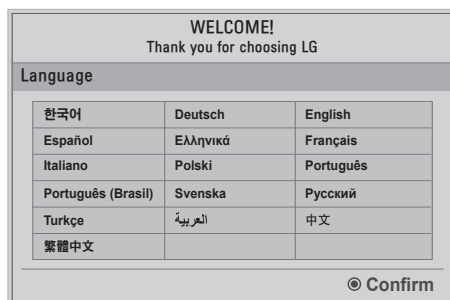 WELCOME!
Thank you for choosing LG
Language
한국어 Deutsch English
Español Ελληνικά Français
Italiano Polski Português
Português (Brasil) Svenska Русский
Turkçe العربية 中文
繁體中文
Confirm